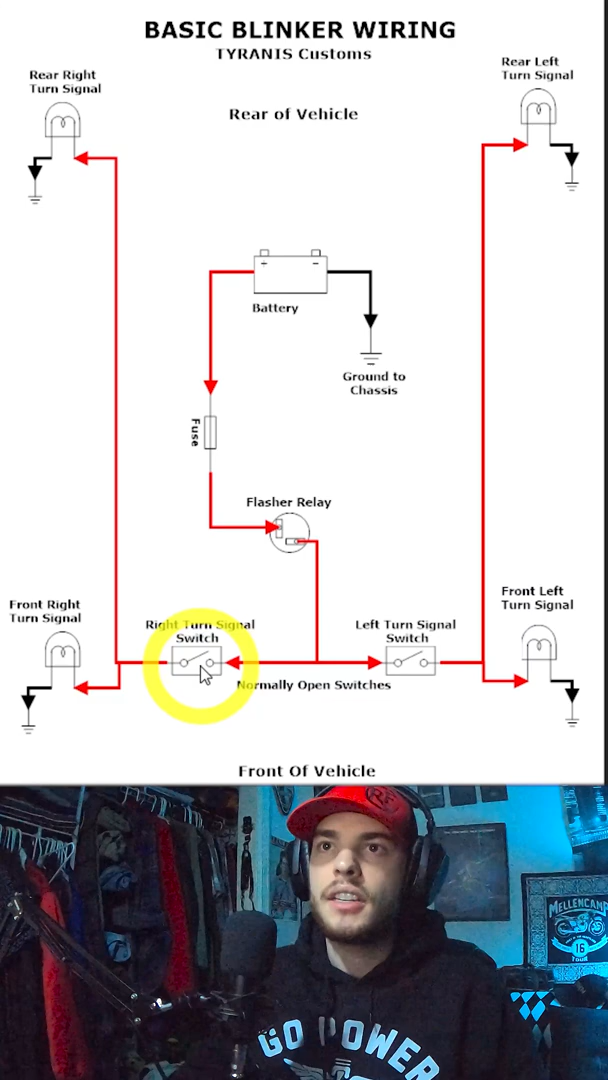 BASIC BLINKER WIRING
TYRANIS Customs
Rear Right
Turn Signal
Rear Left
Turn Signal
Rear of Vehicle
Battery
Ground to
Chassis
Fuse
Flasher Relay
Front Right
Turn Signal
Right Turn Signal
Switch
Left Turn Signal
Switch
Front Left
Turn Signal
Normally Open Switches
Front Of Vehicle
MELLENCAMP
16
TOUR
GO POWER